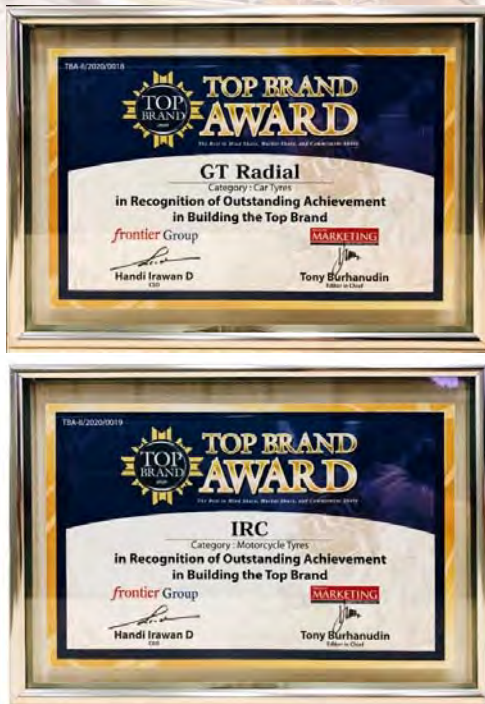 TBA-II/2020/0018
TOP BRAND
2020
TOP BRAND
AWARD
The Best in Mind Share, Market Share, and Commitment Share
GT Radial
Category : Car Tyres
in Recognition of Outstanding Achievement
in Building the Top Brand
frontier Group
MARKETING
Handi Irawan D
CEO
Tony Burhanudin
Editor in Chief
TBA-II/2020/0019
TOP BRAND
2020
TOP BRAND
AWARD
The Best in Mind Share, Market Share, and Commitment Share
IRC
Category : Motorcycle Tyres
in Recognition of Outstanding Achievement
in Building the Top Brand
frontier Group
MARKETING
Handi Irawan D
CEO
Tony Burhanudin
Editor in Chief